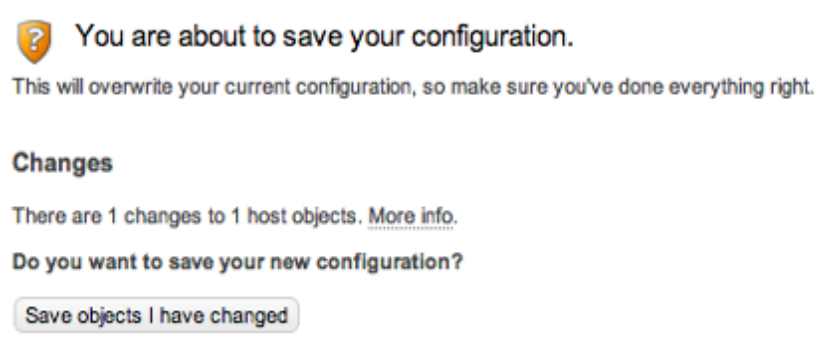 You are about to save your configuration.
This will overwrite your current configuration, so make sure you've done everything right.
Changes
There are 1 changes to 1 host objects. More info.
Do you want to save your new configuration?
Save objects I have changed